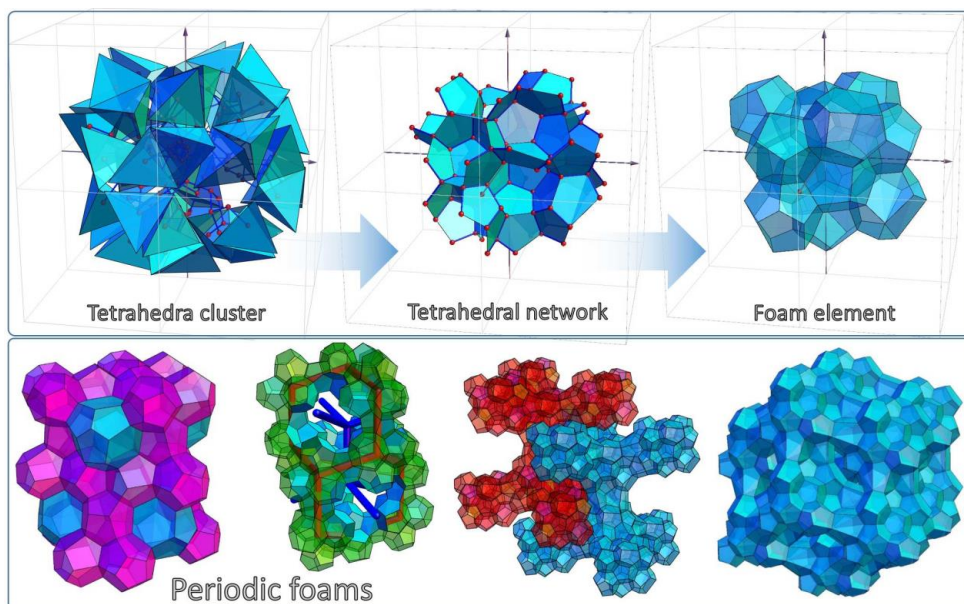 Tetrahedra cluster
Tetrahedral network
Foam element
Periodic foams